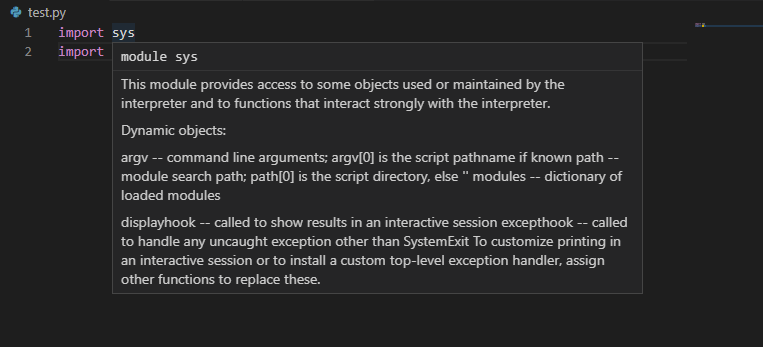 test.py
1 import sys
2 import
module sys
This module provides access to some objects used or maintained by the
interpreter and to functions that interact strongly with the interpreter.
Dynamic objects:
argv -- command line arguments; argv[0] is the script pathname if known path --
module search path; path[0] is the script directory, else '' modules -- dictionary of
loaded modules
displayhook -- called to show results in an interactive session excepthook -- called
to handle any uncaught exception other than SystemExit To customize printing in
an interactive session or to install a custom top-level exception handler, assign
other functions to replace these.